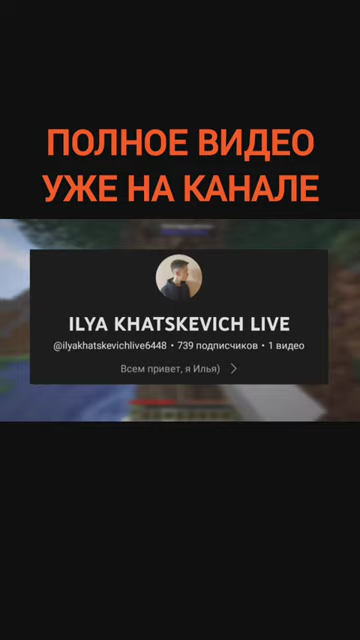 ПОЛНОЕ ВИДЕО
УЖЕ НА КАНАЛЕ
ILYA KHATSKEVICH LIVE
@ilyakhatskevichlive6448 • 739 подписчиков • 1 видео
Всем привет, я Илья)